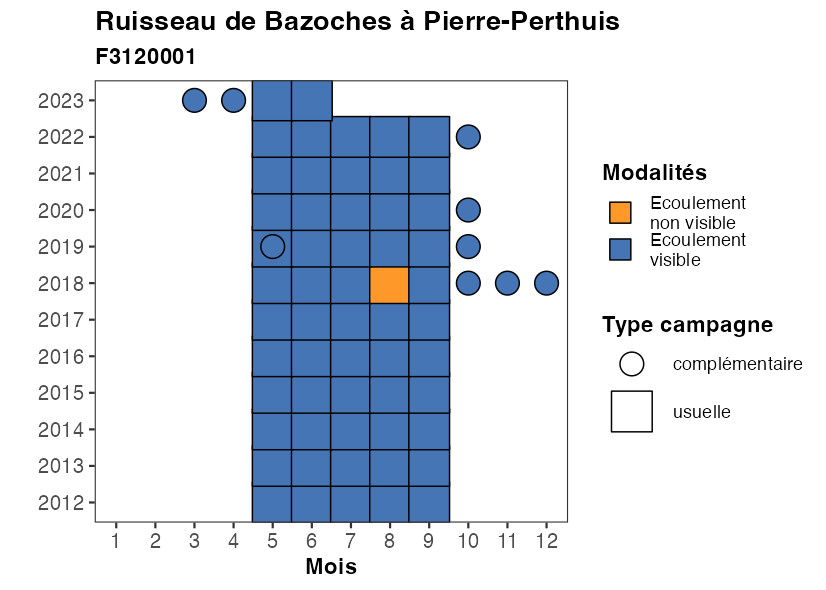 Ruisseau de Bazoches à Pierre-Perthuis
F3120001
2023
2022
2021
2020
2019
2018
2017
2016
2015
2014
2013
2012
1 2 3 4 5 6 7 8 9 10 11 12
Mois
Modalités
Ecoulement
non visible
Ecoulement
visible
Type campagne
complémentaire
usuelle